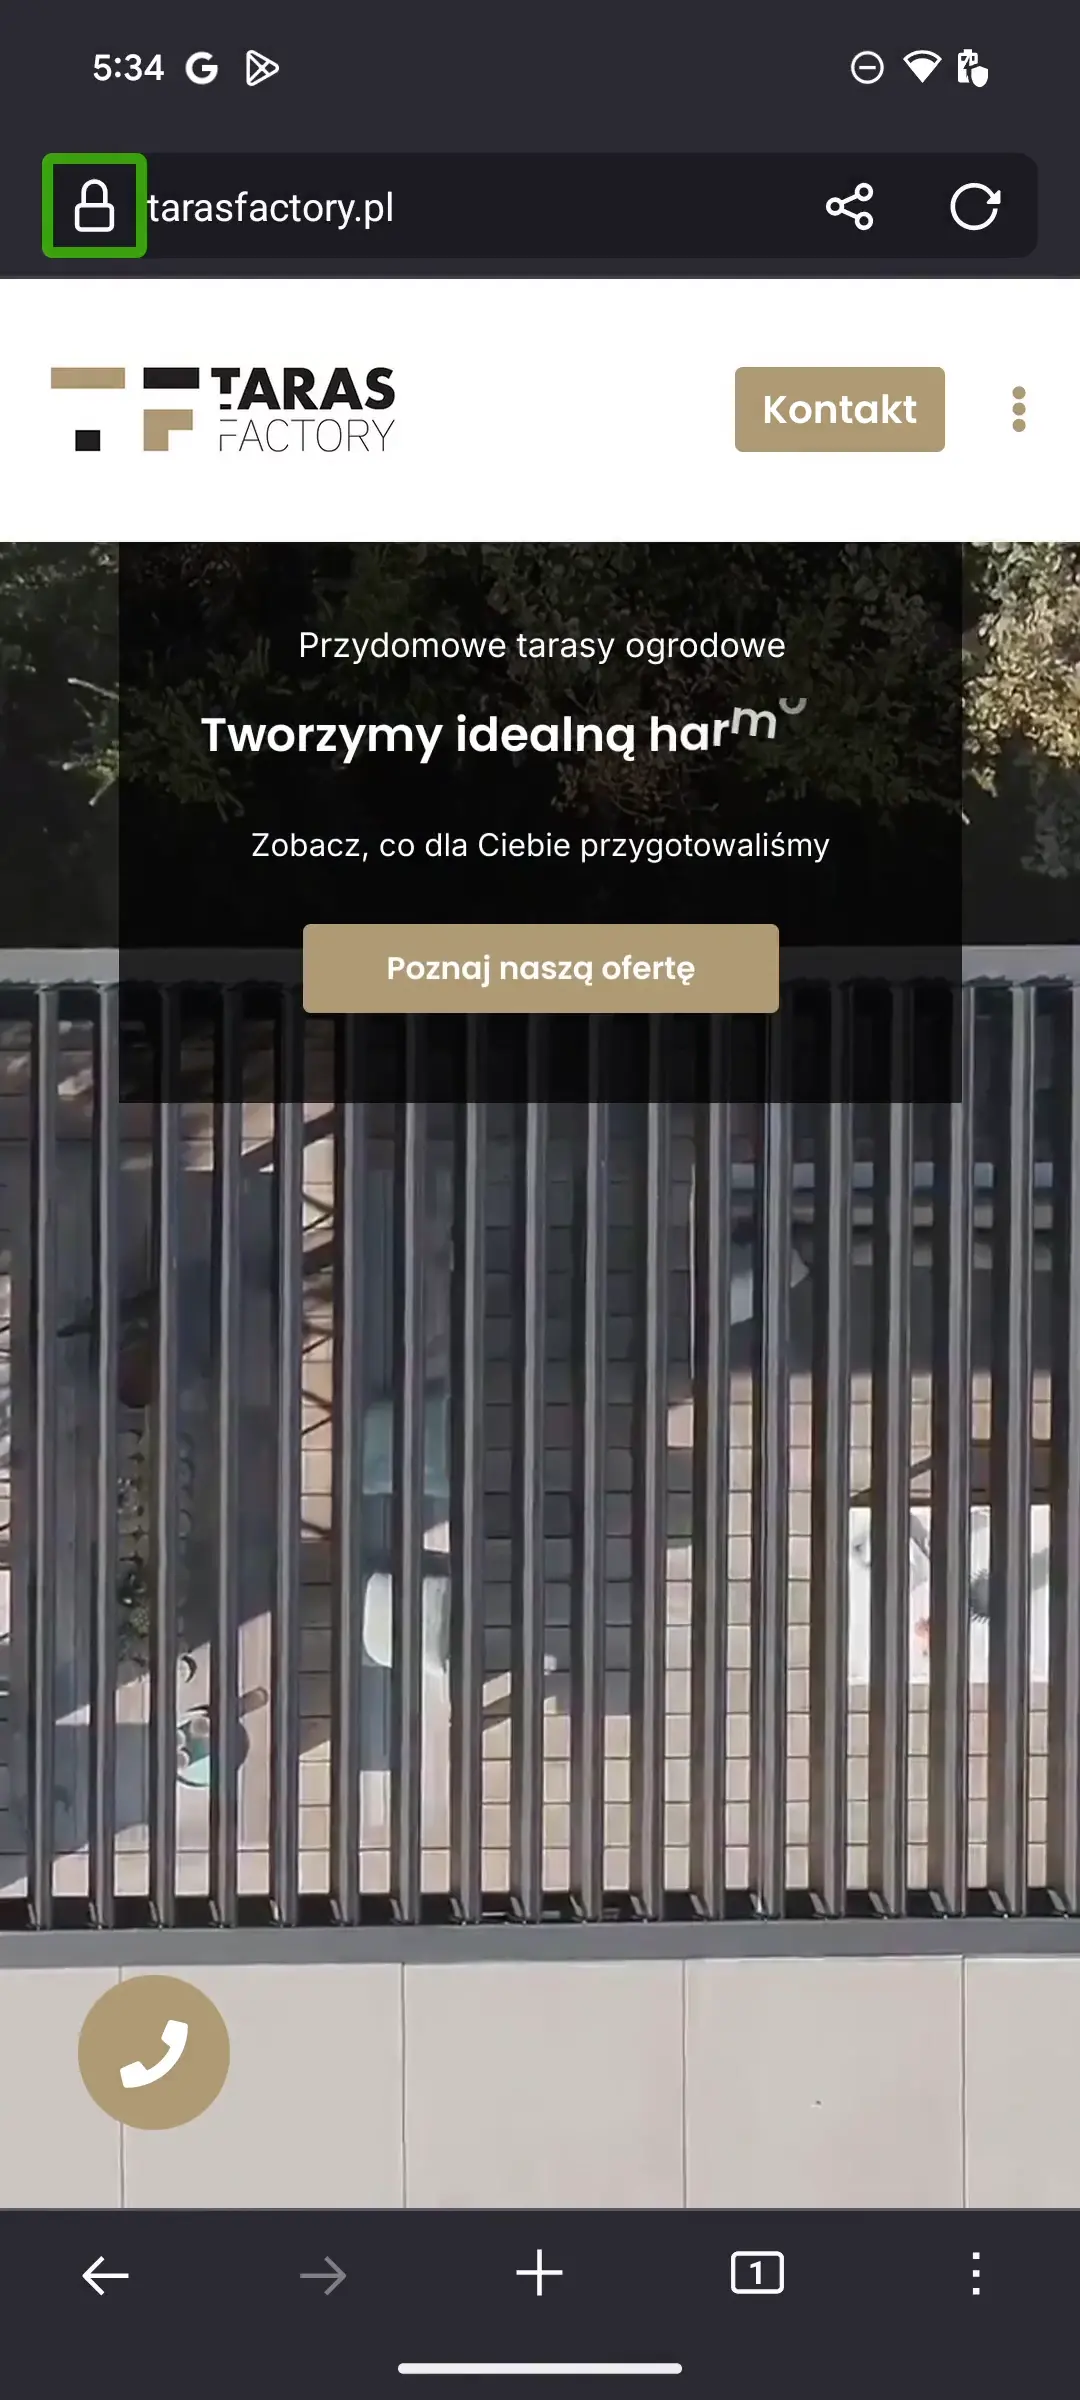 5:34
tarasfactory.pl
TARAS
FACTORY
Kontakt
Przydomowe tarasy ogrodowe
Tworzymy idealną harmo
Zobacz, co dla Ciebie przygotowaliśmy
Poznaj naszą ofertę
1